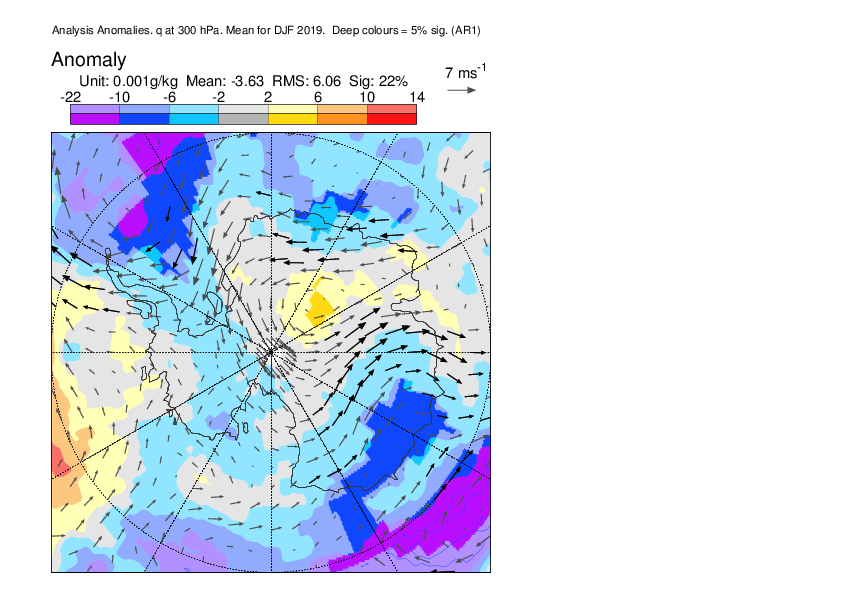 Analysis Anomalies. q at 300 hPa. Mean for DJF 2019. Deep colours = 5% sig. (AR1)
Anomaly
7 ms-1
Unit: 0.001g/kg Mean: -3.63 RMS: 6.06 Sig: 22%
-22 -10 -6 -2 2 6 10 14